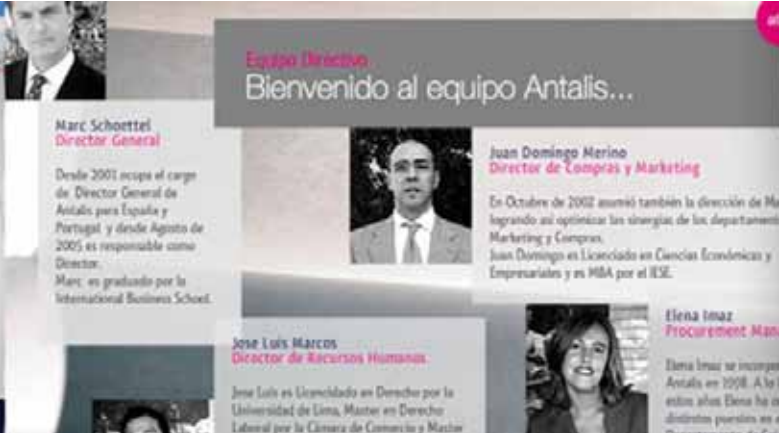 Equipo Directivo
Bienvenido al equipo Antalis...
Marc Schoettel
Director General
Desde 2001 ocupa el cargo
de Director General de
Antalis para España y
Portugal y desde Agosto de
2005 es responsable como
Director.
Marc es graduado por la
International Business School.
Juan Domingo Merino
Director de Compras y Marketing
En Octubre de 2002 asumió también la dirección de
logrando así optimizar las sinergias de los
Marketing y Compras.
Juan Domingo es Licenciado en Ciencias Económicas y
Empresariales y es MBA por el IESE.
Elena Imaz
Procurement
Elena Imaz se
Antalis en 1998. A lo
estos años Elena ha
distintos puestos en
Jose Luis Marcos
Director de Recursos Humanos
Jose Luis es Licenciado en Derecho por la
Universidad de Lima, Master en Derecho
Laboral por la Cámara de Comercio y Master